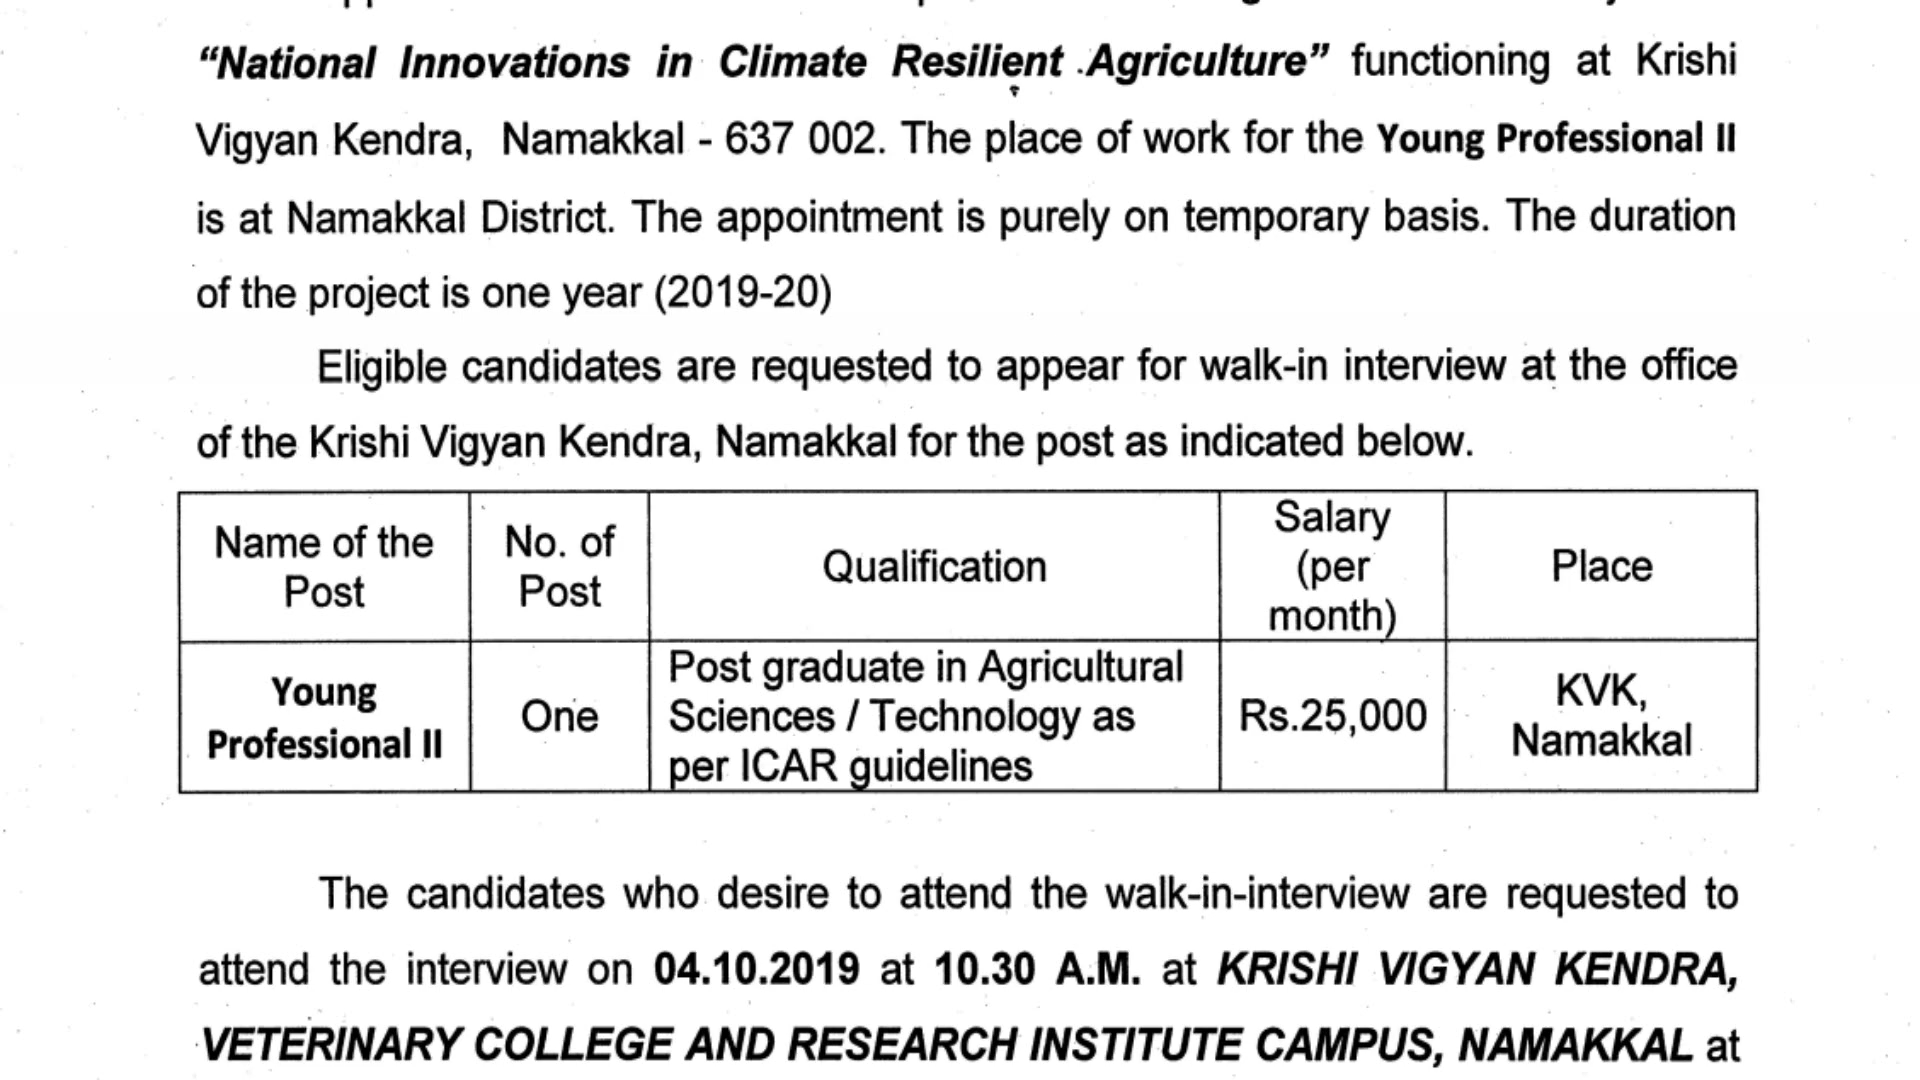 “National Innovations in Climate Resilient Agriculture” functioning at Krishi
Vigyan Kendra, Namakkal - 637 002. The place of work for the Young Professional II
is at Namakkal District. The appointment is purely on temporary basis. The duration
of the project is one year (2019-20)
Eligible candidates are requested to appear for walk-in interview at the office
of the Krishi Vigyan Kendra, Namakkal for the post as indicated below.
Name of the
Post
No. of
Post
Qualification
Salary
(per
month)
Place
Young
Professional II
One
Post graduate in Agricultural
Sciences / Technology as
per ICAR guidelines
Rs.25,000
KVK,
Namakkal
The candidates who desire to attend the walk-in-interview are requested to
attend the interview on 04.10.2019 at 10.30 A.M. at KRISHI VIGYAN KENDRA,
VETERINARY COLLEGE AND RESEARCH INSTITUTE CAMPUS, NAMAKKAL at